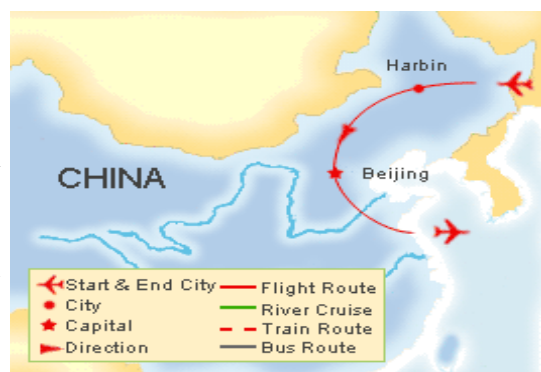 Harbin
Beijing
CHINA
Start & End City
City
Capital
Direction
Flight Route
River Cruise
Train Route
Bus Route